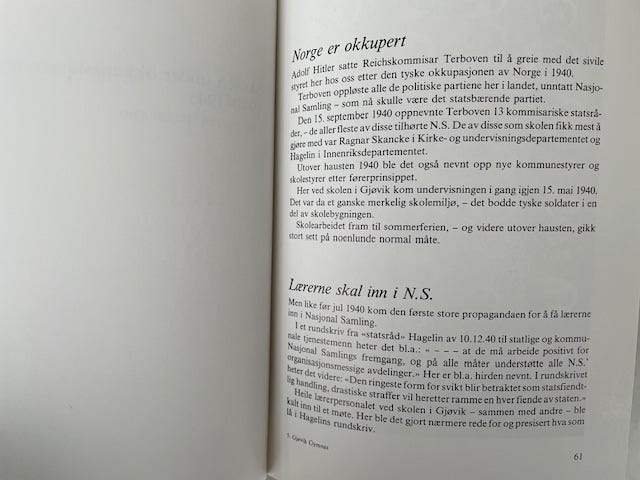 Norge er okkupert
Adolf Hitler satte Reichskommisar Terboven til å greie med det sivile
styret her hos oss etter den tyske okkupasjonen av Norge i 1940.
Terboven oppløste alle de politiske partiene her i landet, unntatt Nasjo-
nal Samling – som nå skulle være det statsbærende partiet.
Den 15. september 1940 oppnevnte Terboven 13 kommisariske statsrå-
der, – de aller fleste av disse tilhørte N.S. De av disse som skolen fikk mest å
gjøre med var Ragnar Skancke i Kirke- og undervisningsdepartementet og
Hagelin i Innenriksdepartementet.
Utover hausten 1940 ble det også nevnt opp nye kommunestyrer og
skolestyrer etter førerprinsippet.
Her ved skolen i Gjøvik kom undervisningen i gang igjen 15. mai 1940.
Det var da et ganske merkelig skolemiljø, – det bodde tyske soldater i en
del av skolebygningen.
Skolearbeidet fram til sommerferien, – og videre utover hausten, gikk
stort sett på noenlunde normal måte.
Lærerne skal inn i N.S.
Men like før jul 1940 kom den første store propagandaen for å få lærerne
inn i Nasjonal Samling.
I et rundskriv fra «statsråd» Hagelin av 10.12.40 til statlige og kommu-
nale tjenestemenn heter det bl.a.: « – – – at de må arbeide positivt for
Nasjonal Samlings fremgang, og på alle måter understøtte alle N.S.'
organisasjonsmessige avdelinger.» Her er bl.a. hirden nevnt. I rundskrivet
heter det videre: «Den ringeste form for svikt blir betraktet som statsfiendt-
lig handling, drastiske straffer vil heretter ramme en hver fiende av staten.»
Heile lærerpersonalet ved skolen i Gjøvik – sammen med andre – ble
kalt inn til et møte. Her ble det gjort nærmere rede for og presisert hva som
lå i Hagelins rundskriv.
5. Gjøvik Gymnas
61